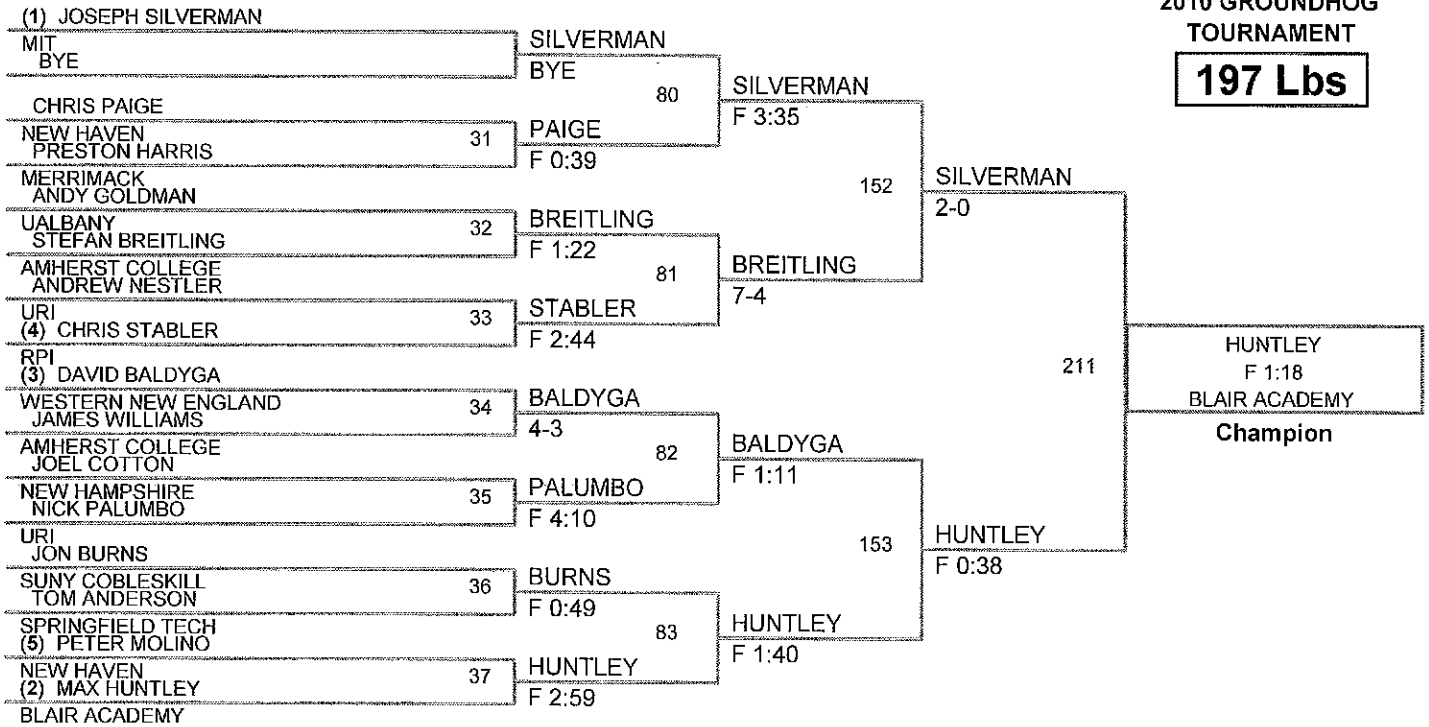 2010 GROUNDHOG
TOURNAMENT
197 Lbs
(1) JOSEPH SILVERMAN
MIT
BYE
CHRIS PAIGE
NEW HAVEN
PRESTON HARRIS
MERRIMACK
ANDY GOLDMAN
UALBANY
STEFAN BREITLING
AMHERST COLLEGE
ANDREW NESTLER
URI
(4) CHRIS STABLER
RPI
(3) DAVID BALDYGA
WESTERN NEW ENGLAND
JAMES WILLIAMS
AMHERST COLLEGE
JOEL COTTON
NEW HAMPSHIRE
NICK PALUMBO
URI
JON BURNS
SUNY COBLESKILL
TOM ANDERSON
SPRINGFIELD TECH
(5) PETER MOLINO
NEW HAVEN
(2) MAX HUNTLEY
BLAIR ACADEMY
31
32
33
34
35
36
37
SILVERMAN
BYE
PAIGE
F 0:39
BREITLING
F 1:22
STABLER
F 2:44
BALDYGA
4-3
PALUMBO
F 4:10
BURNS
F 0:49
HUNTLEY
F 2:59
80
81
82
83
SILVERMAN
F 3:35
BREITLING
7-4
BALDYGA
F 1:11
HUNTLEY
F 1:40
152
153
SILVERMAN
2-0
HUNTLEY
F 0:38
211
HUNTLEY
F 1:18
BLAIR ACADEMY
Champion